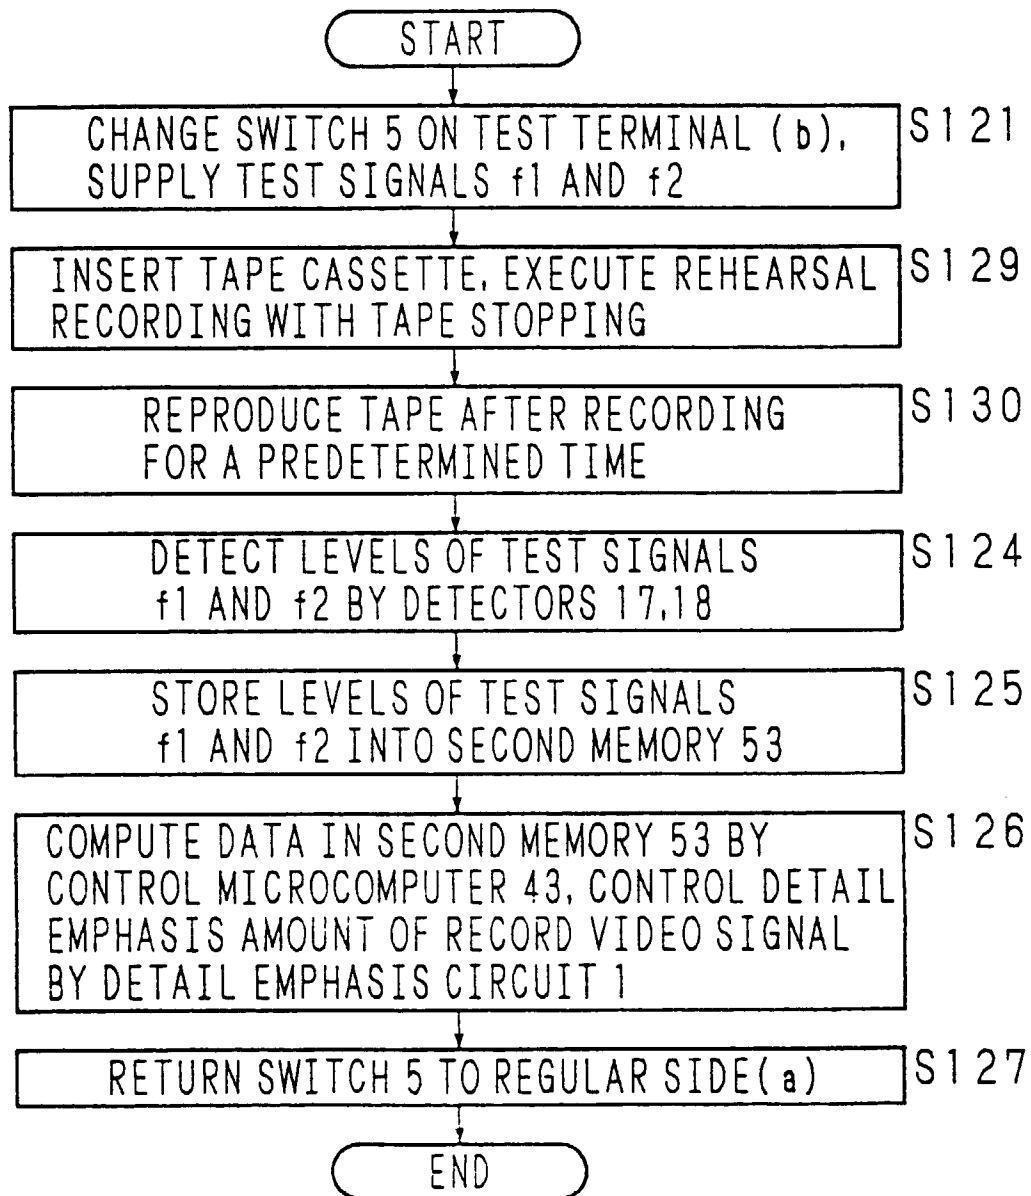 START
CHANGE SWITCH 5 ON TEST TERMINAL (b), S121
SUPPLY TEST SIGNALS f1 AND f2
INSERT TAPE CASSETTE, EXECUTE REHEARSAL S129
RECORDING WITH TAPE STOPPING
REPRODUCE TAPE AFTER RECORDING S130
FOR A PREDETERMINED TIME
DETECT LEVELS OF TEST SIGNALS S124
f1 AND f2 BY DETECTORS 17,18
STORE LEVELS OF TEST SIGNALS S125
f1 AND f2 INTO SECOND MEMORY 53
COMPUTE DATA IN SECOND MEMORY 53 BY S126
CONTROL MICROCOMPUTER 43, CONTROL DETAIL
EMPHASIS AMOUNT OF RECORD VIDEO SIGNAL
BY DETAIL EMPHASIS CIRCUIT 1
RETURN SWITCH 5 TO REGULAR SIDE(a) S127
END